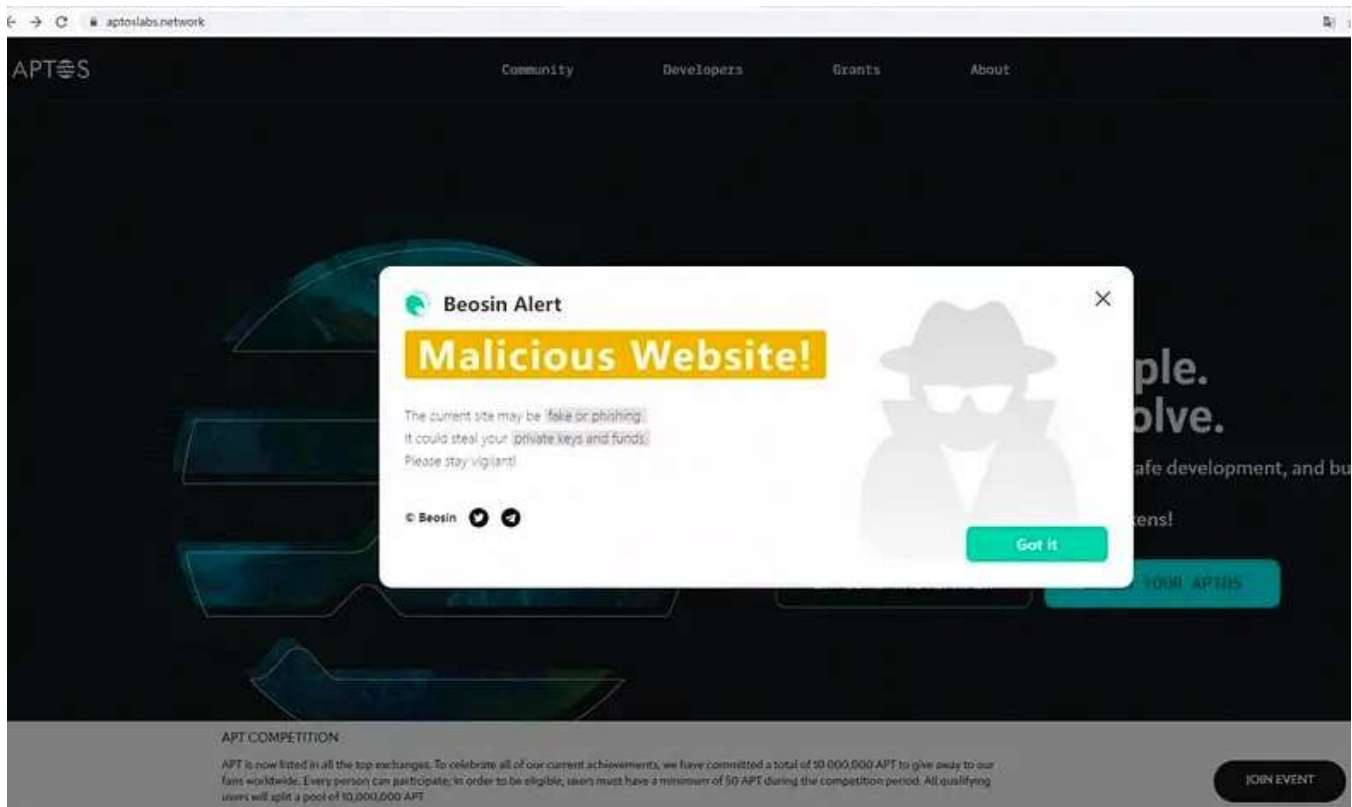 aptoslabs.network
APTOS
Community Developers Grants About
Beosin Alert
Malicious Website!
The current site may be fake or phishing.
It could steal your private keys and funds.
Please stay vigilant!
© Beosin
Got it
ple.
olve.
afe development, and bu
kens!
YOUR APTOS
APT COMPETITION
APT is now listed in all the top exchanges. To celebrate all of our current achievements, we have committed a total of 10 000,000 APT to give away to our
fans worldwide. Every person can participate; in order to be eligible, users must have a minimum of 50 APT during the competition period. All qualifying
users will split a pool of 10,000,000 APT
JOIN EVENT